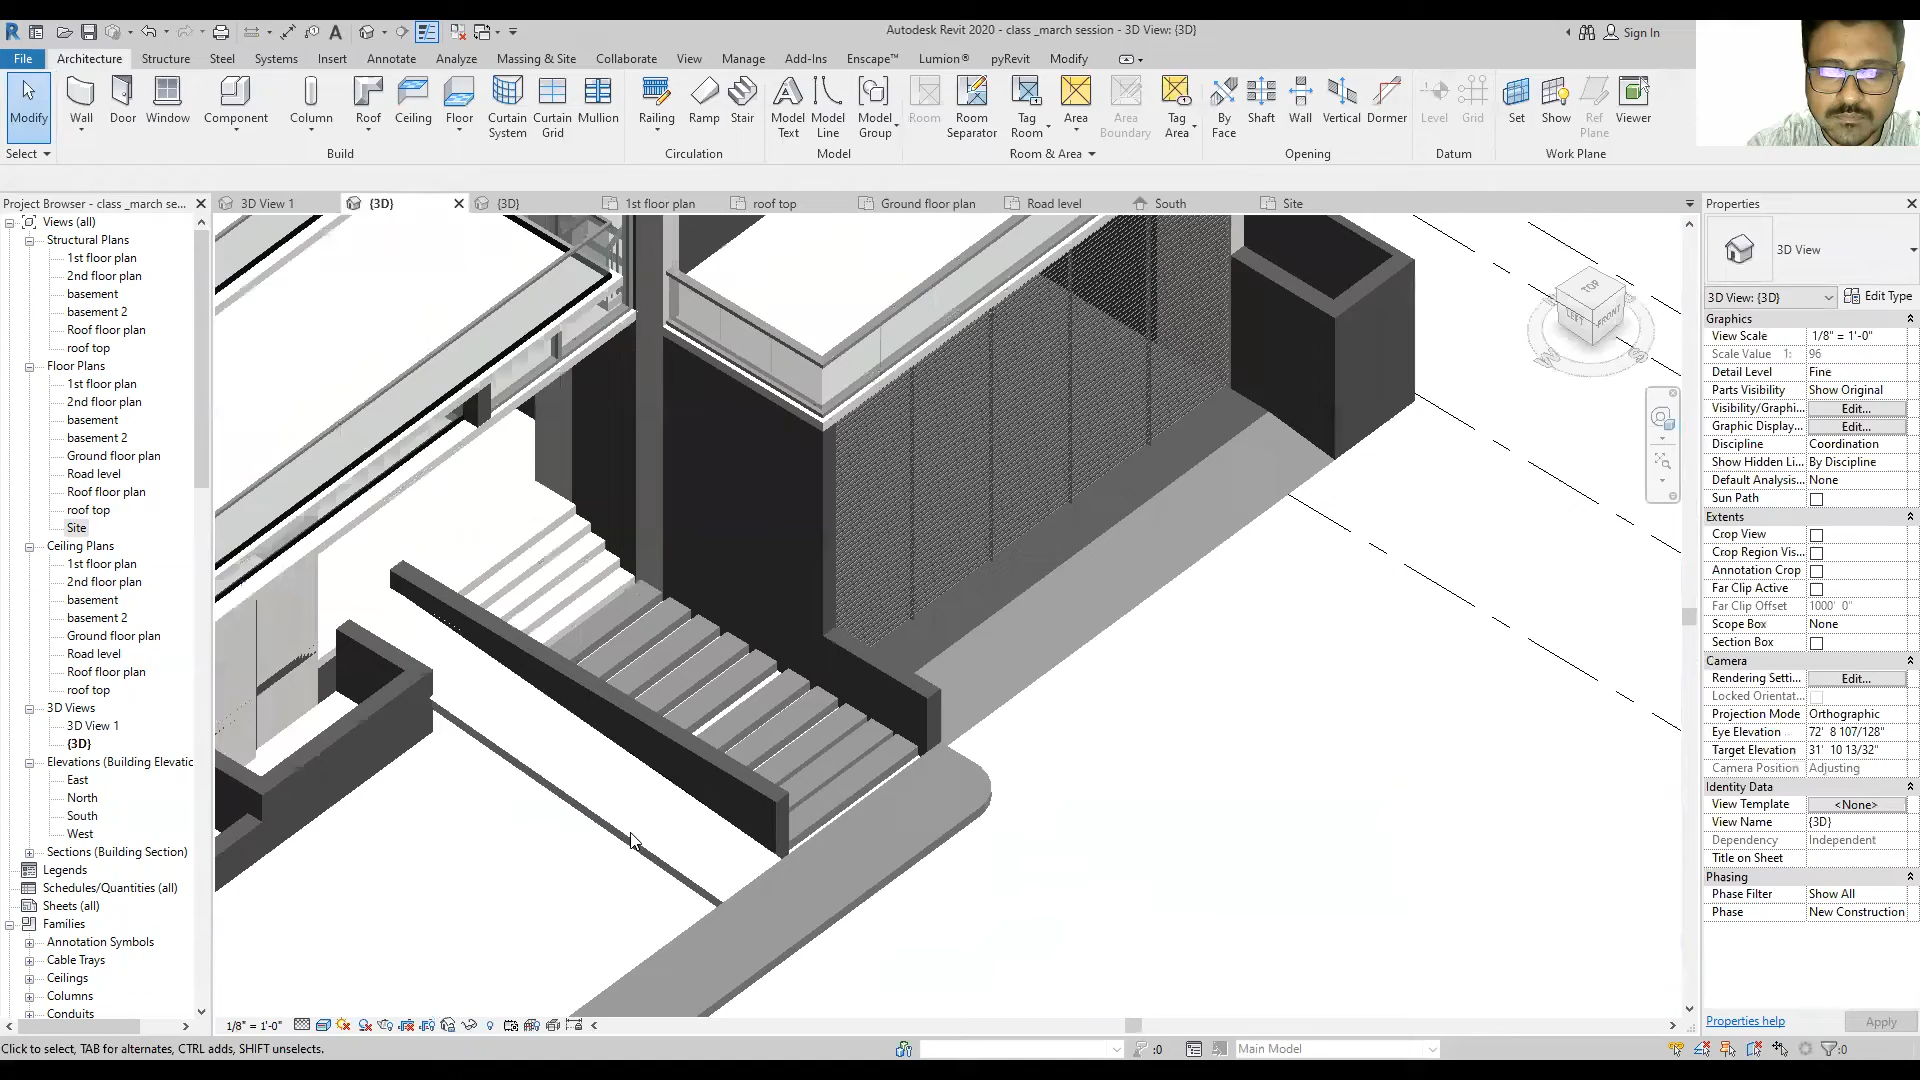 Autodesk Revit 2020 - class _march session - 3D View: {3D}
Sign In
File Architecture Structure Steel Systems Insert Annotate Analyze Massing & Site Collaborate View Manage Add-Ins Enscape™ Lumion® pyRevit Modify
Modify Wall Door Window Component Column Roof Ceiling Floor Curtain System Curtain Grid Mullion Railing Ramp Stair Model Text Model Line Model Group Room Room Separator Tag Room Area Area Boundary Tag Area By Face Shaft Wall Vertical Dormer Level Grid Set Show Ref Plane Viewer
Select Build Circulation Model Room & Area Opening Datum Work Plane
Project Browser - class _march se...
3D View 1 {3D} {3D} 1st floor plan roof top Ground floor plan Road level South Site
Views (all)
Structural Plans
1st floor plan
2nd floor plan
basement
basement 2
Roof floor plan
roof top
Floor Plans
1st floor plan
2nd floor plan
basement
basement 2
Ground floor plan
Road level
Roof floor plan
roof top
Site
Ceiling Plans
1st floor plan
2nd floor plan
basement
basement 2
Ground floor plan
Road level
Roof floor plan
roof top
3D Views
3D View 1
{3D}
Elevations (Building Elevatic
East
North
South
West
Sections (Building Section)
Legends
Schedules/Quantities (all)
Sheets (all)
Families
Annotation Symbols
Cable Trays
Ceilings
Columns
Conduits
TOP
LEFT
FRONT
W
S
Properties
3D View
3D View: {3D} Edit Type
Graphics
View Scale 1/8" = 1'-0"
Scale Value 1: 96
Detail Level Fine
Parts Visibility Show Original
Visibility/Graphi... Edit...
Graphic Display... Edit...
Discipline Coordination
Show Hidden Li... By Discipline
Default Analysis... None
Sun Path
Extents
Crop View
Crop Region Vis...
Annotation Crop
Far Clip Active
Far Clip Offset 1000' 0"
Scope Box None
Section Box
Camera
Rendering Setti... Edit...
Locked Orientat...
Projection Mode Orthographic
Eye Elevation 72' 8 107/128"
Target Elevation 31' 10 13/32"
Camera Position Adjusting
Identity Data
View Template <None>
View Name {3D}
Dependency Independent
Title on Sheet
Phasing
Phase Filter Show All
Phase New Construction
Properties help Apply
1/8" = 1'-0"
Click to select, TAB for alternates, CTRL adds, SHIFT unselects.
:0
Main Model
:0